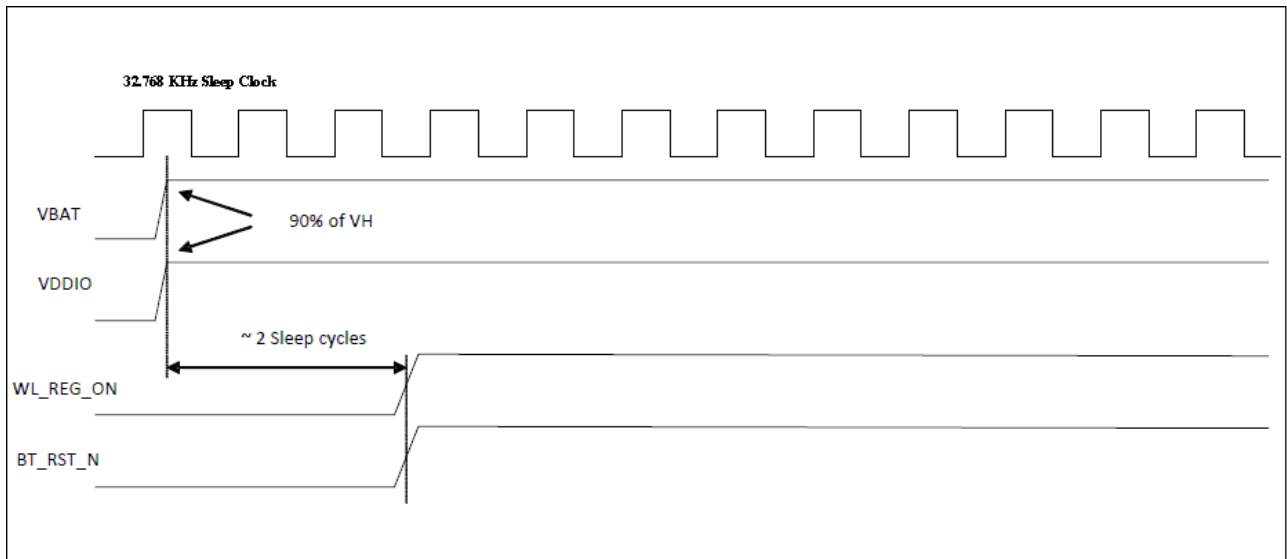 32.768 KHz Sleep Clock
VBAT
90% of VH
VDDIO
~ 2 Sleep cycles
WL_REG_ON
BT_RST_N